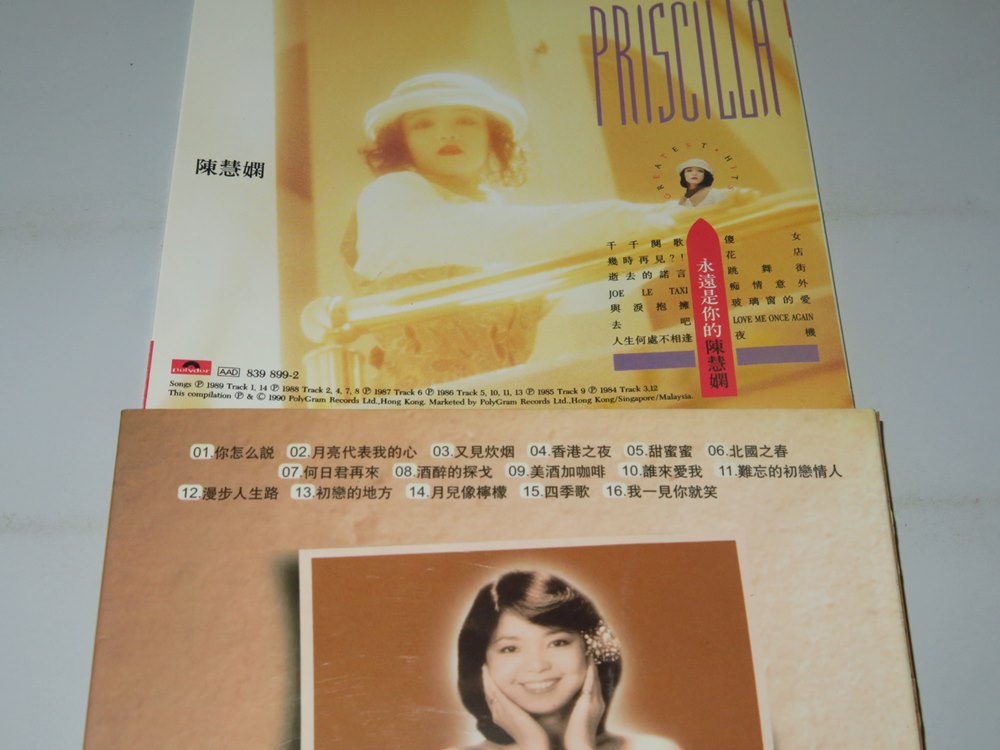 PRISCILLA
陳慧嫻
GREATEST•HITS
千千闋歌
幾時再見?!
逝去的諾言
JOE LE TAXI
與淚抱擁
去吧
人生何處不相逢
永遠是你的陳慧嫻
傻女
花店
跳舞街
痴情意外
玻璃窗的愛
LOVE ME ONCE AGAIN
夜機
polydor AAD 839 899-2
Songs ℗ 1989 Track 1, 14 ℗ 1988 Track 2, 4, 7, 8 ℗ 1987 Track 6 ℗ 1986 Track 5, 10, 11, 13 ℗ 1985 Track 9 ℗ 1984 Track 3,12
This compilation ℗ & © 1990 PolyGram Records Ltd.,Hong Kong. Marketed by PolyGram Records Ltd.,Hong Kong/Singapore/Malaysia.
01.你怎么説 02.月亮代表我的心 03.又見炊烟 04.香港之夜 05.甜蜜蜜 06.北國之春
07.何日君再來 08.酒醉的探戈 09.美酒加咖啡 10.誰來愛我 11.難忘的初戀情人
12.漫步人生路 13.初戀的地方 14.月兒像檸檬 15.四季歌 16.我一見你就笑